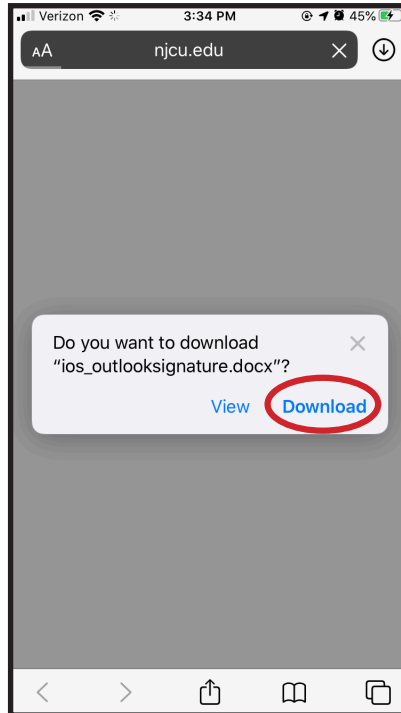 Verizon 3:34 PM 45%
AA njcu.edu
Do you want to download
“ios_outlooksignature.docx”?
View Download